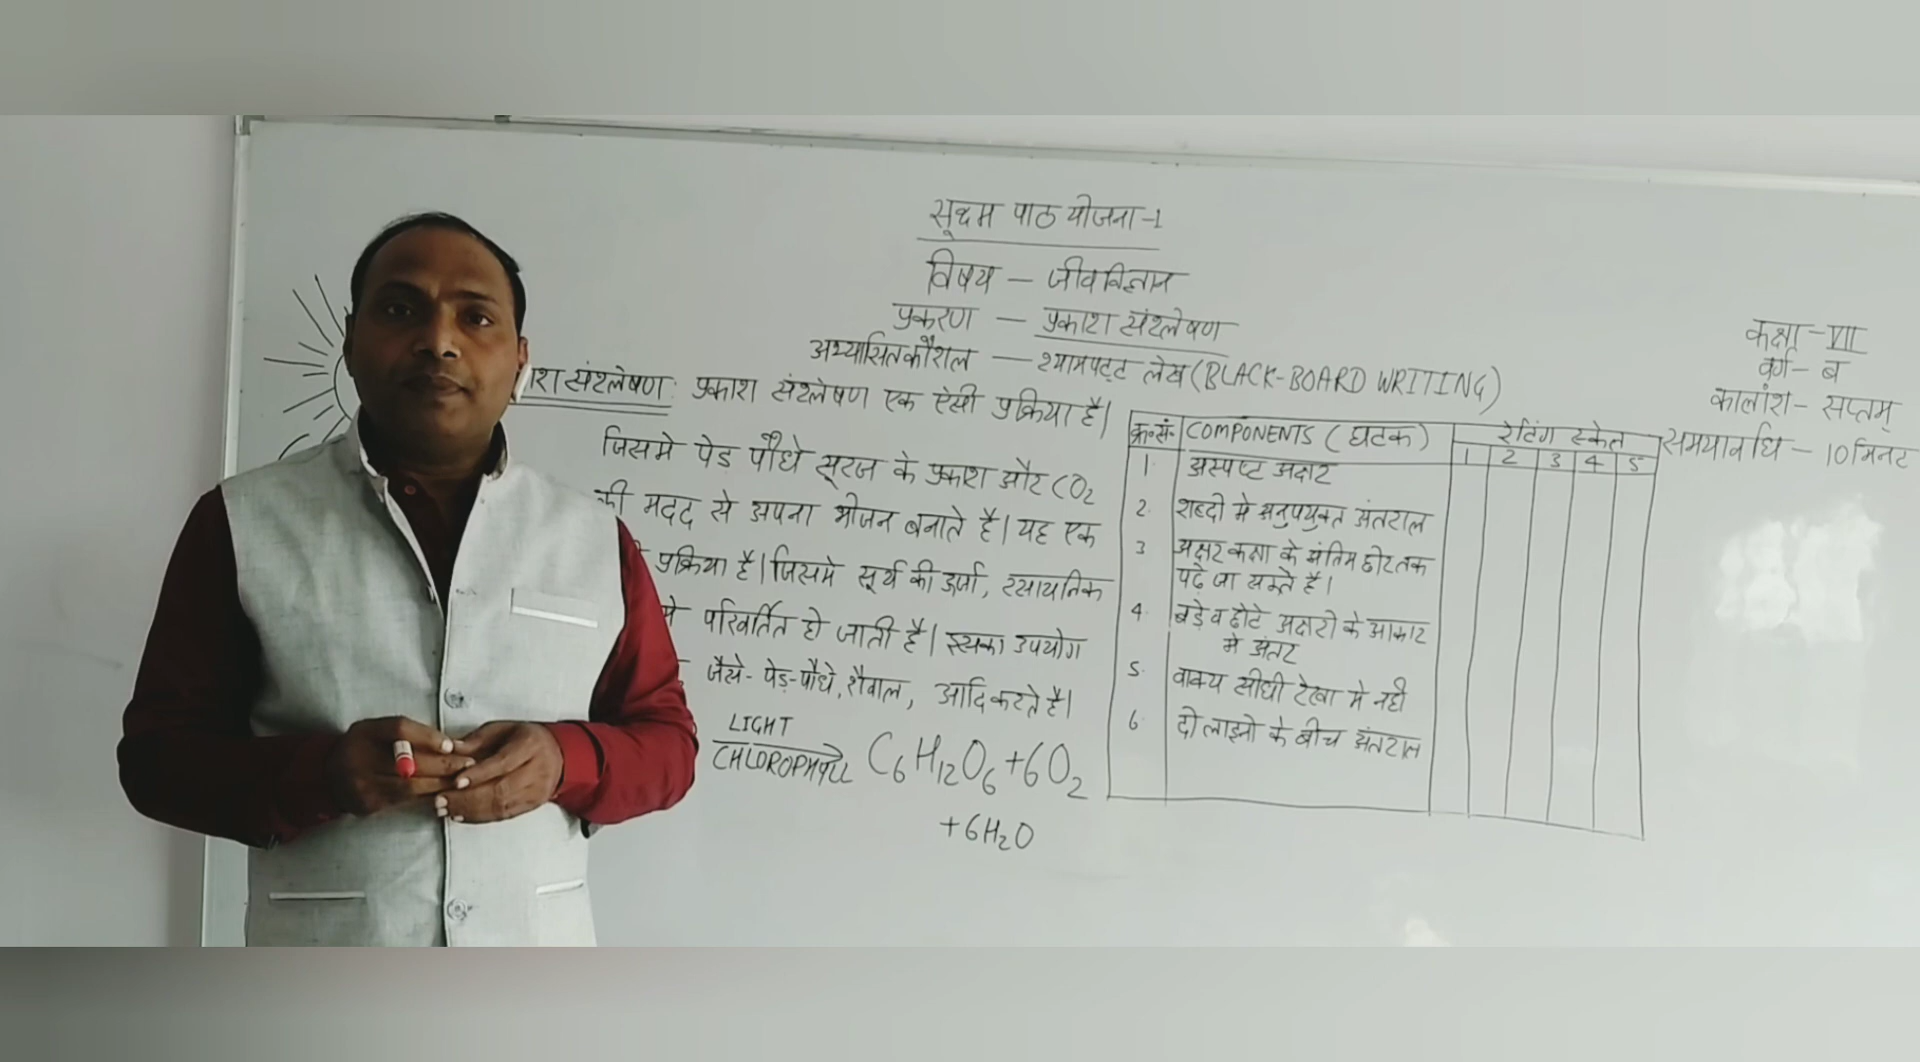 सूक्ष्म पाठ योजना-1
विषय — जीवविज्ञान
प्रकरण — प्रकाश संश्लेषण
अभ्यासितकौशल — श्यामपट्ट लेख (BLACK-BOARD WRITING)
कक्षा - VII
वर्ग - ब
कालांश - सप्तम्
समयावधि - 10 मिनट
ाश संश्लेषण : प्रकाश संश्लेषण एक ऐसी प्रक्रिया है।
जिसमे पेड पौधे सूरज के प्रकाश और CO2
की मदद से अपना भोजन बनाते है। यह एक
प्रक्रिया है। जिसमे सूर्य की ऊर्जा, रसायनिक
मे परिवर्तित हो जाती है। इसका उपयोग
जैसे - पेड़-पौधे, शैवाल, आदि करते है।
LIGHT
CHLOROPHYLL C6H12O6+6O2
+6H2O
क्र॰सं॰ COMPONENTS (घटक) रेटिंग स्केल
1 2 3 4 5
1. अस्पष्ट अक्षर
2. शब्दो मे अनुपयुक्त अंतराल
3 अक्षर कक्षा के अंतिम छोर तक
पढ़े जा सकते है।
4. बड़े व छोटे अक्षरो के आकार
मे अंतर
5. वाक्य सीधी रेखा मे नही
6 दो लाइनो के बीच अंतराल